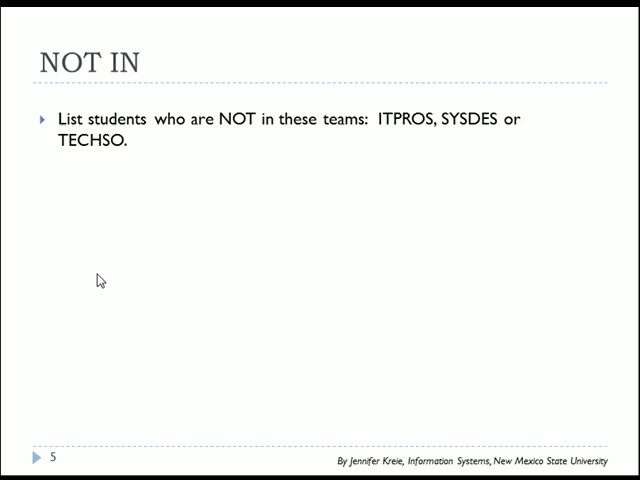 NOT IN
List students who are NOT in these teams: ITPROS, SYSDES or
TECHSO.
5
By Jennifer Kreie, Information Systems, New Mexico State University